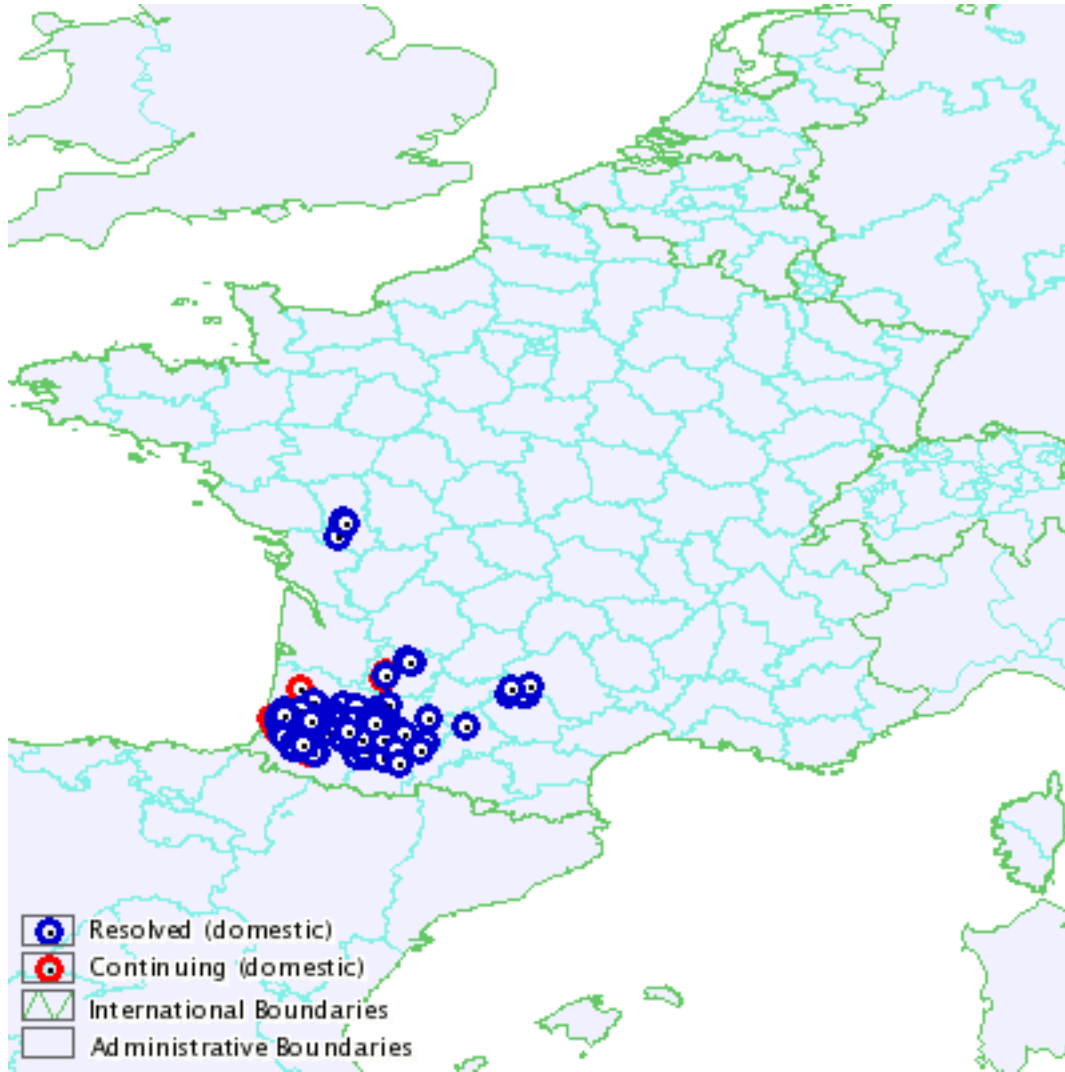 Resolved (domestic)
Continuing (domestic)
International Boundaries
Administrative Boundaries